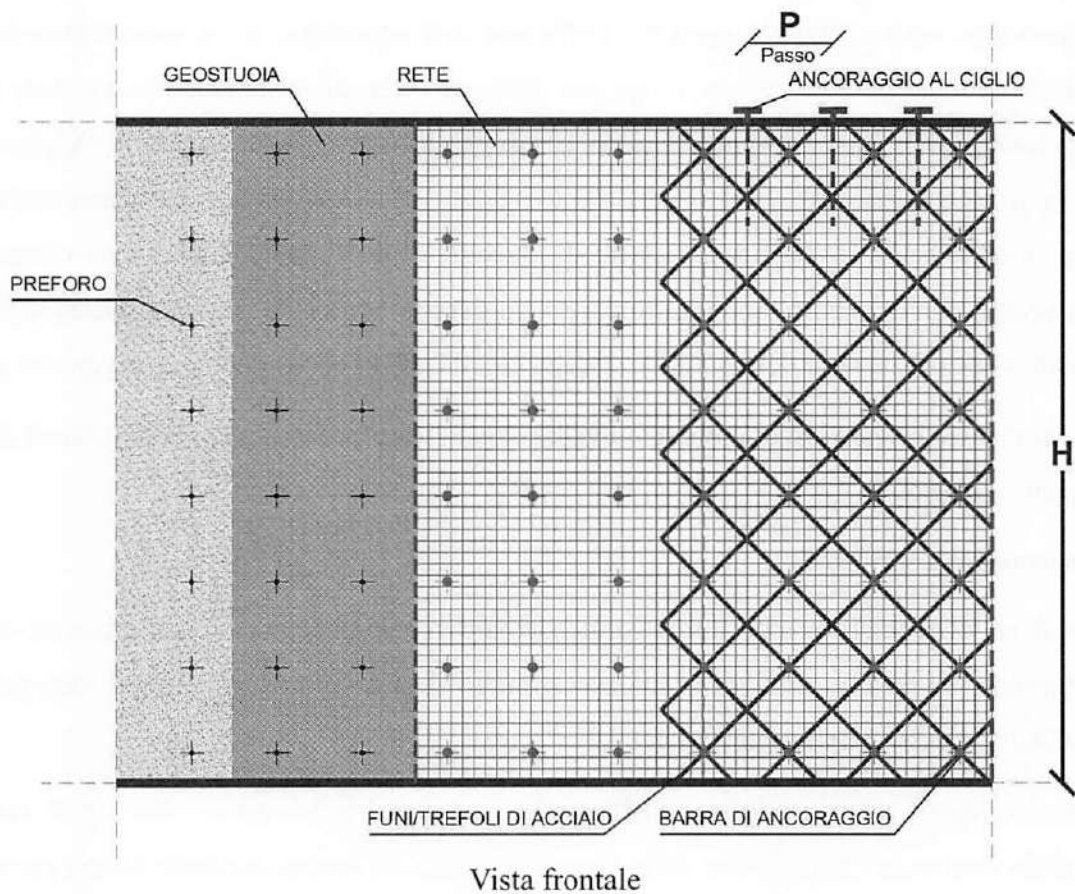 P
Passo
GEOSTUOIA
RETE
ANCORAGGIO AL CIGLIO
PREFORO
H
FUNI/TREFOLI DI ACCIAIO
BARRA DI ANCORAGGIO
Vista frontale